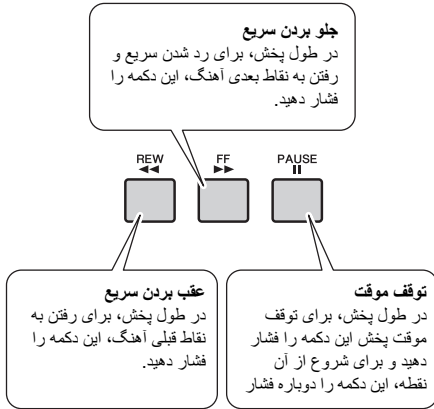 جلو بردن سریع
در طول پخش، برای رد شدن سریع و
رفتن به نقاط بعدی آهنگ، این دکمه را
فشار دهید.
REW
◄◄
FF
►►
PAUSE
II
عقب بردن سریع
در طول پخش، برای رفتن به
نقاط قبلی آهنگ، این دکمه را
فشار دهید.
توقف موقت
در طول پخش، برای توقف
موقت پخش این دکمه را فشار
دهید و برای شروع از آن
نقطه، این دکمه را دوباره فشار